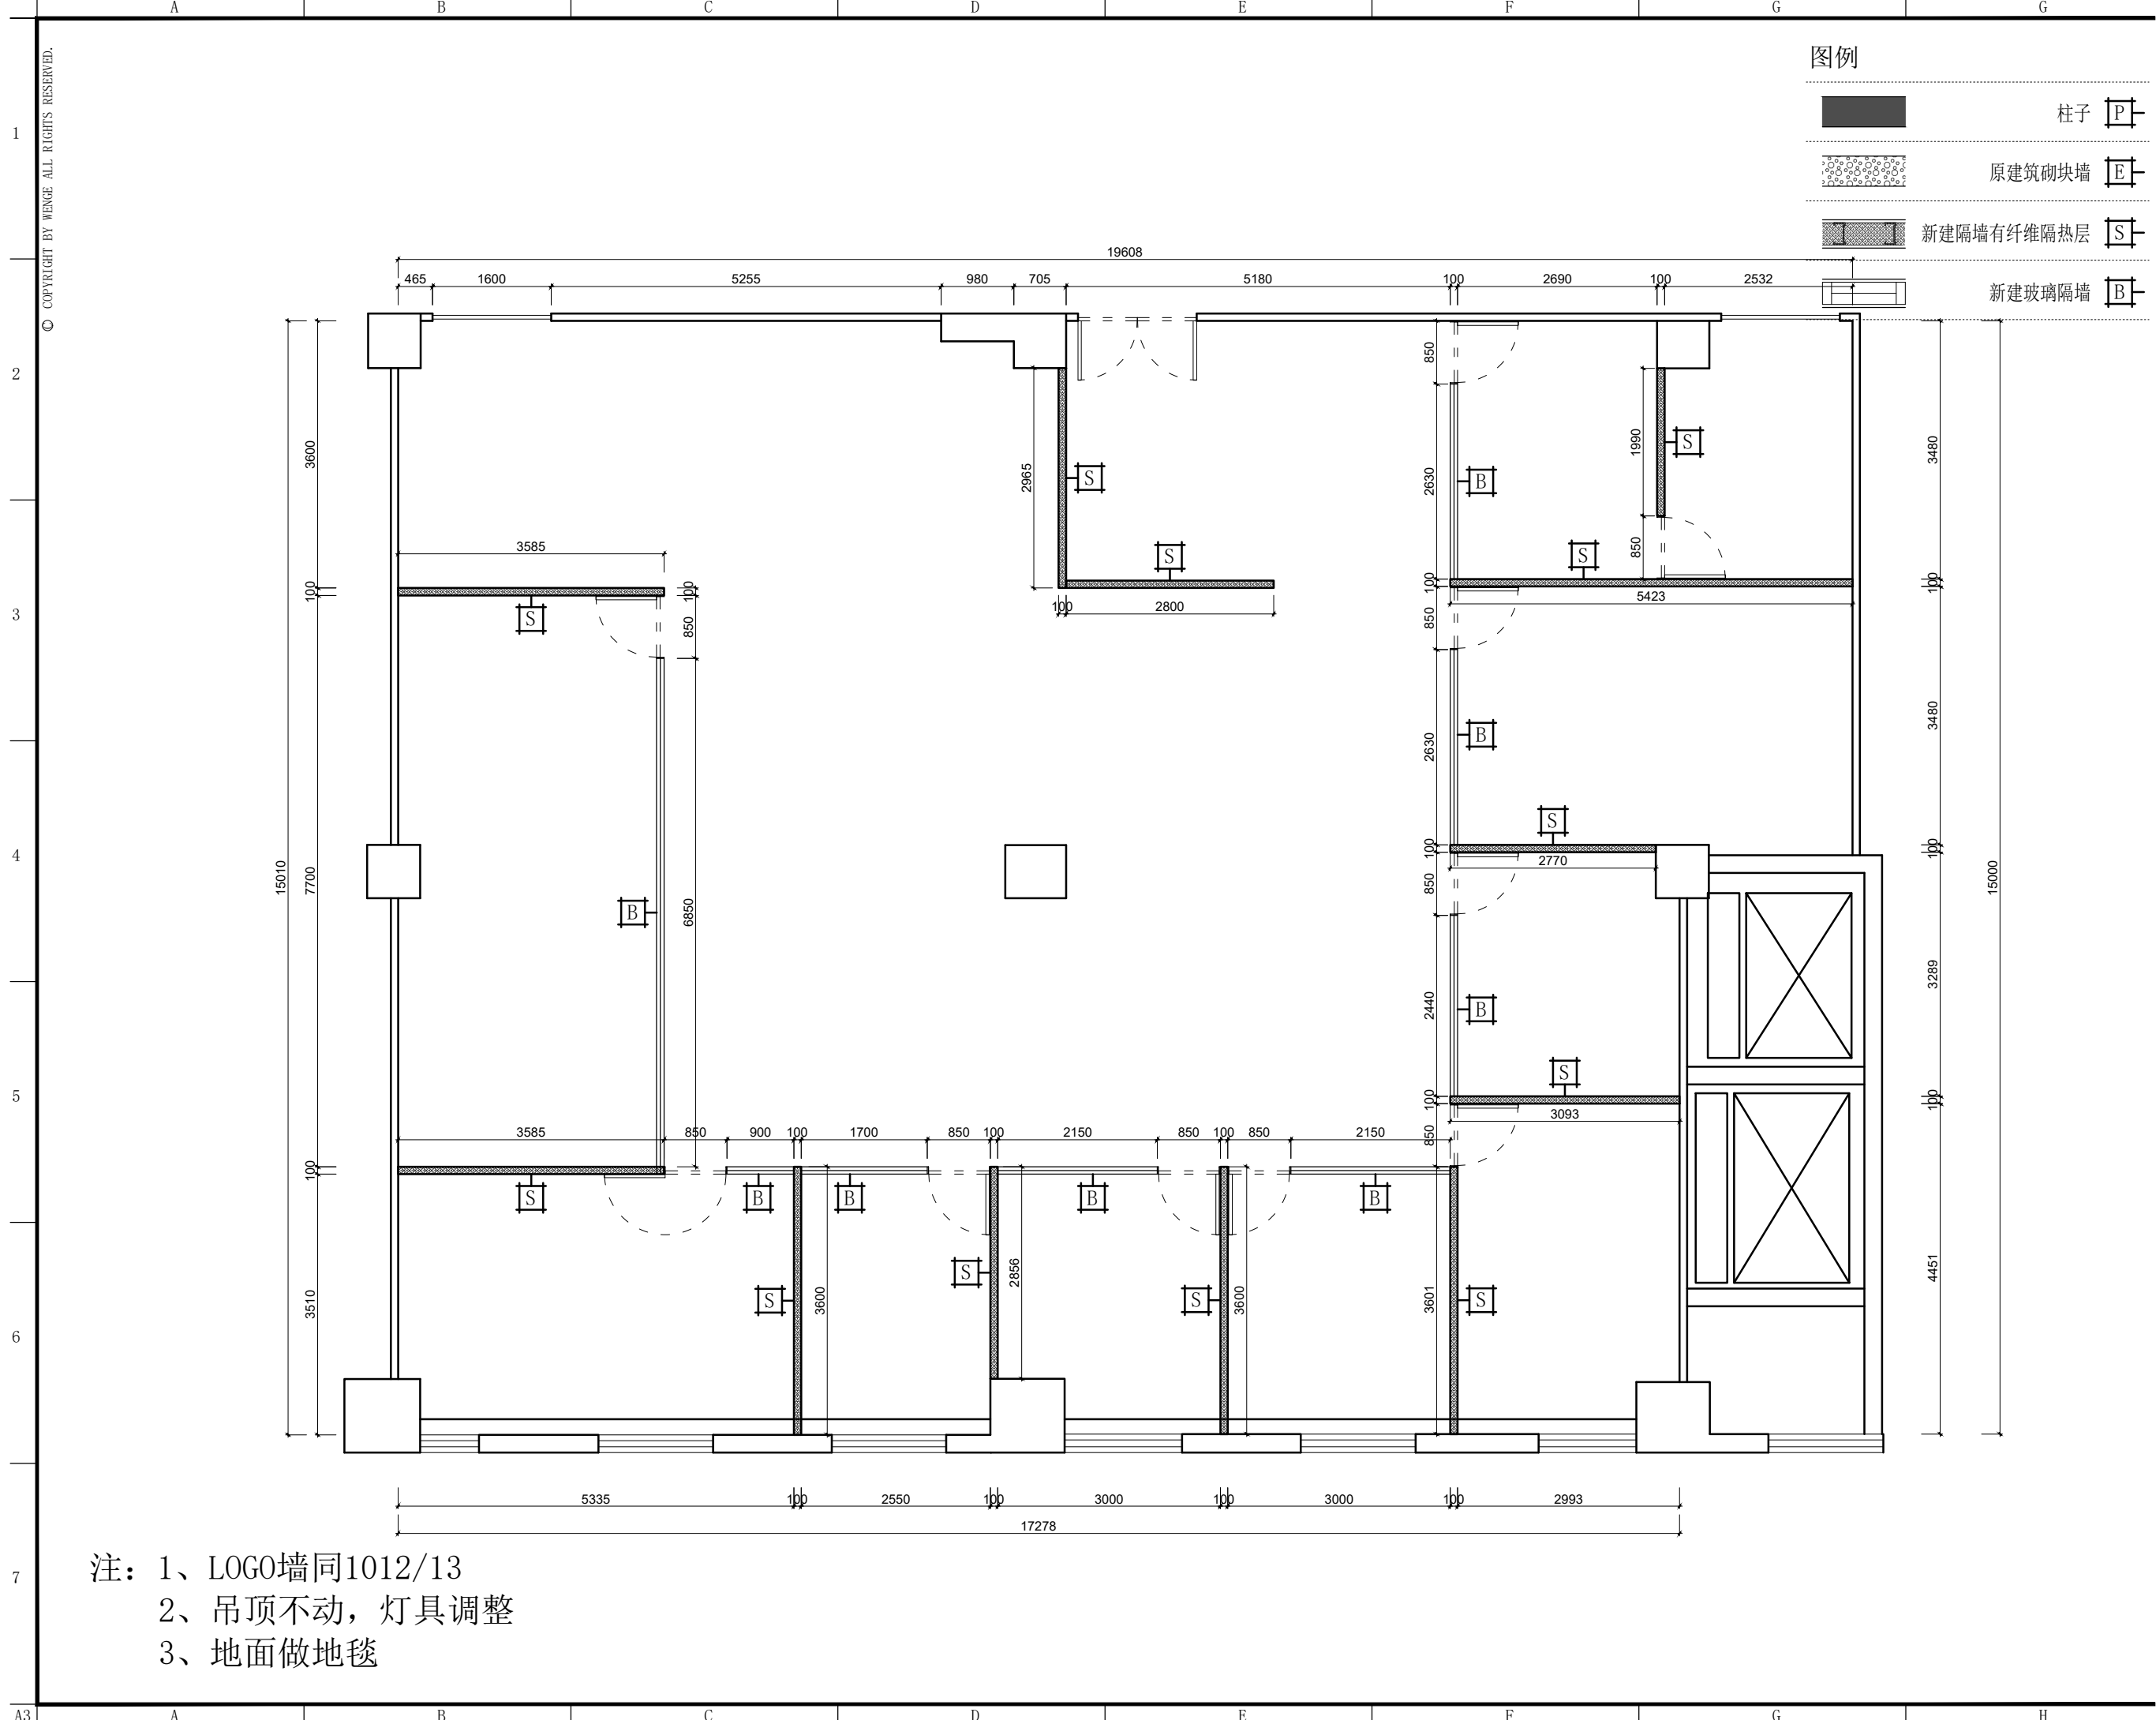 A B C D E F G G
© COPYRIGHT BY WENGE ALL RIGHTS RESERVED.
图例
柱子 P
原建筑砌块墙 E
新建隔墙有纤维隔热层 S
新建玻璃隔墙 B
1
2
3
4
5
6
7
19608
465 1600 5255 980 705 5180 100 2690 100 2532
15010
3600
100
7700
100
3510
3585
S
100
850
6850
B
2965
S
S
100 2800
850
2630
B
100
850
2630
B
100
850
2440
B
100
850
3601
S
1990
S
850
S
5423
S
2770
S
3093
3480
100
3480
100
3289
100
4451
15000
3585 850 900 100 1700 850 100 2150 850 100 850 2150
S B B B B
S
3600
S
2856
S
3600
5335 100 2550 100 3000 100 3000 100 2993
17278
注：1、LOGO墙同1012/13
2、吊顶不动，灯具调整
3、地面做地毯
A3 A B C D E F G H